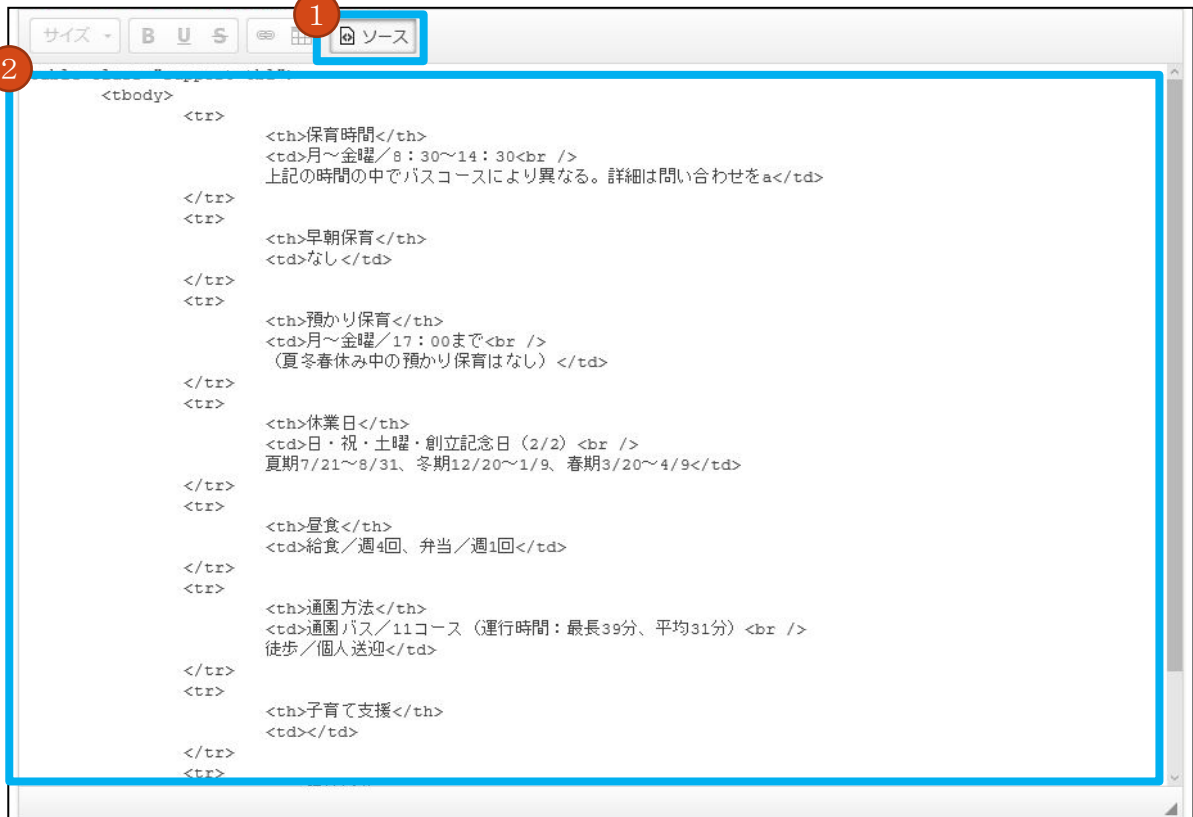 1
サイズ B U S ソース
2
<tbody>
<tr>
<th>保育時間</th>
<td>月～金曜／8：30～14：30<br />
上記の時間の中でバスコースにより異なる。詳細は問い合わせをa</td>
</tr>
<tr>
<th>早朝保育</th>
<td>なし</td>
</tr>
<tr>
<th>預かり保育</th>
<td>月～金曜／17：00まで<br />
（夏冬春休み中の預かり保育はなし）</td>
</tr>
<tr>
<th>休業日</th>
<td>日・祝・土曜・創立記念日（2/2）<br />
夏期7/21～8/31、冬期12/20～1/9、春期3/20～4/9</td>
</tr>
<tr>
<th>昼食</th>
<td>給食／週4回、弁当／週1回</td>
</tr>
<tr>
<th>通園方法</th>
<td>通園バス／11コース（運行時間：最長39分、平均31分）<br />
徒歩／個人送迎</td>
</tr>
<tr>
<th>子育て支援</th>
<td></td>
</tr>
<tr>